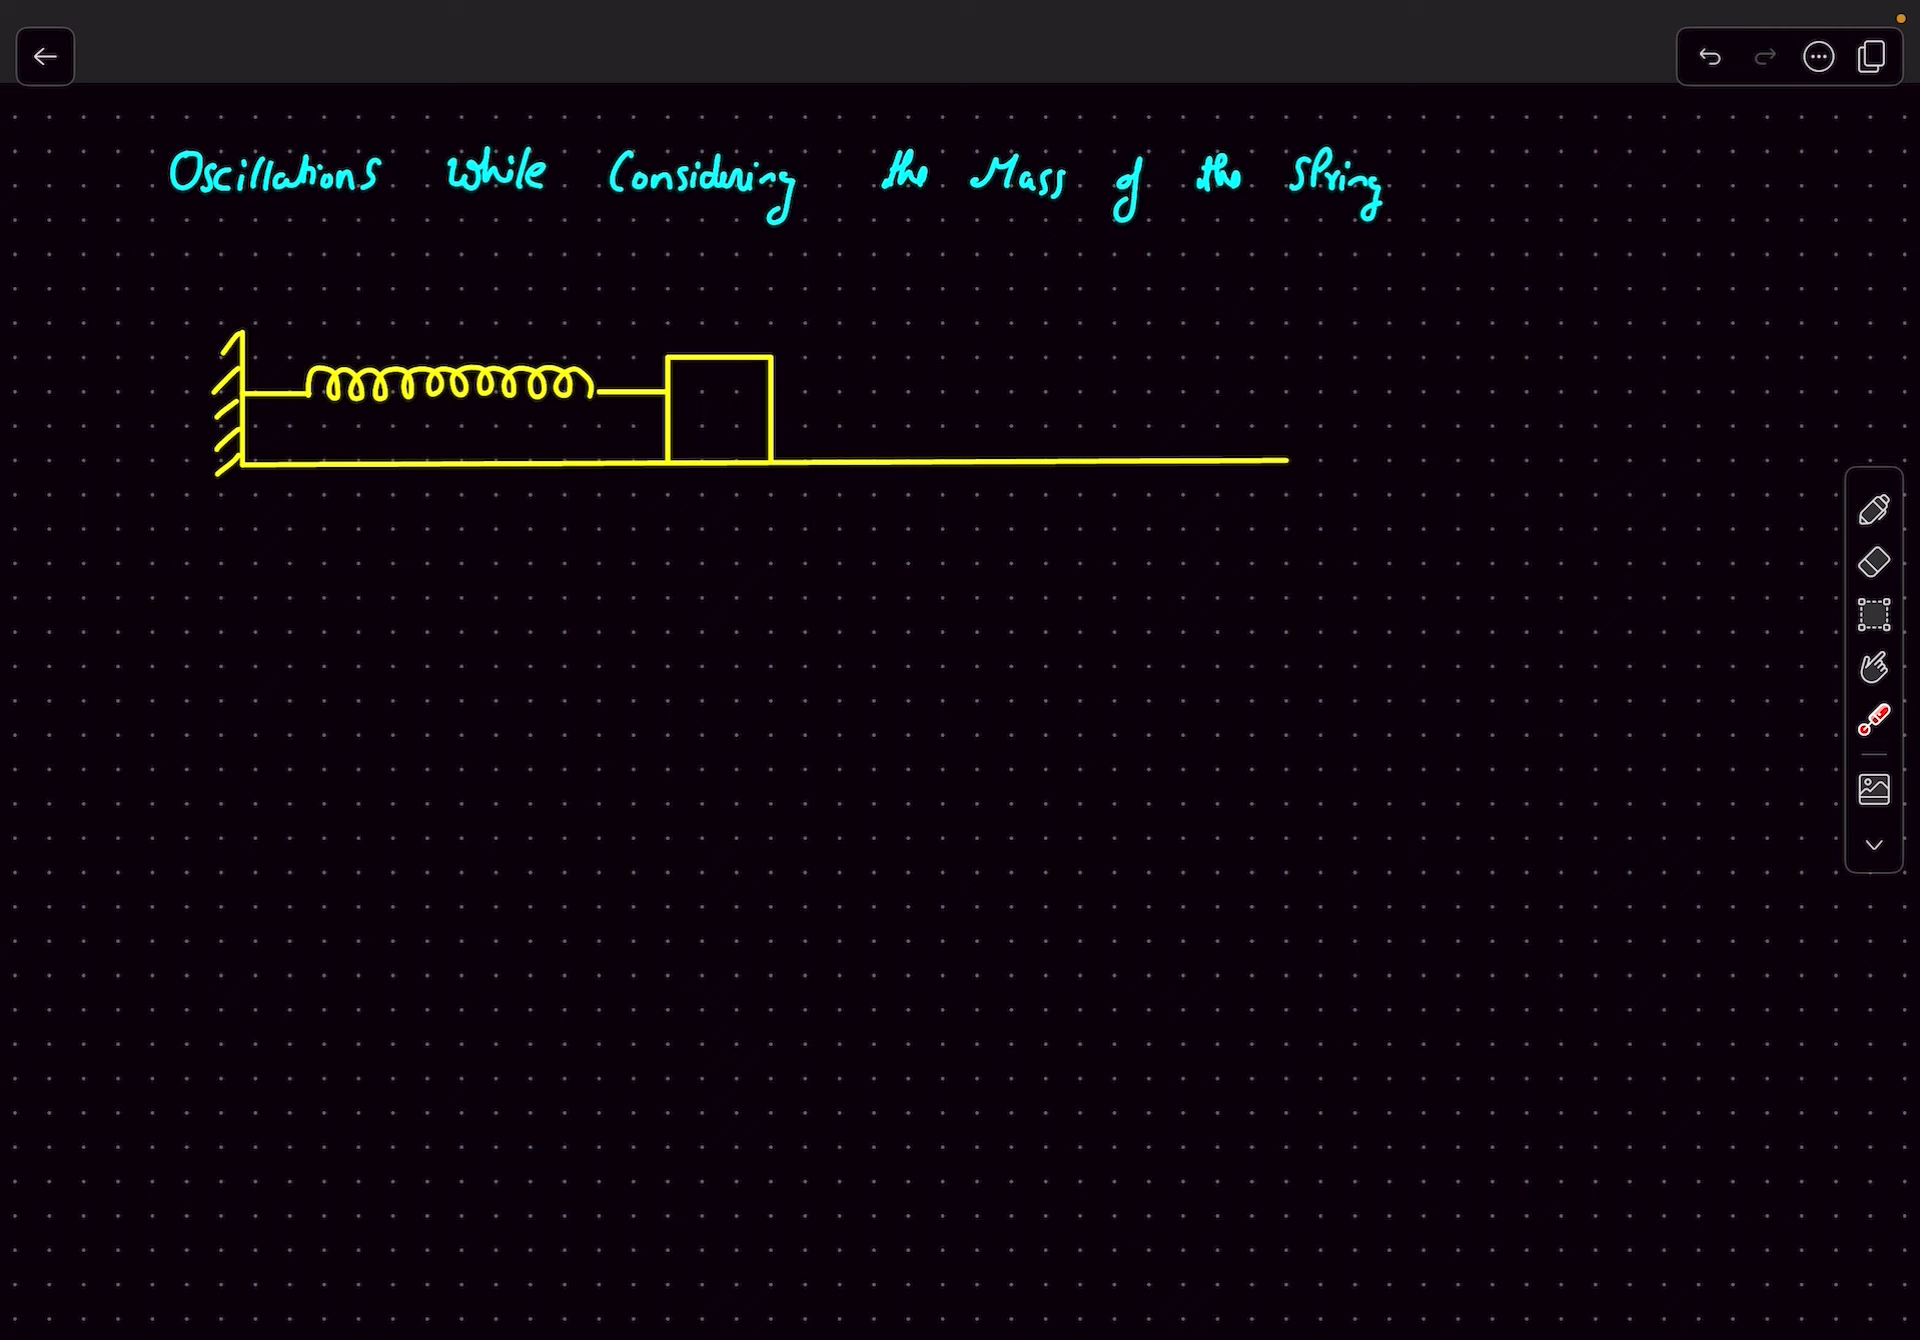 Oscillations while Considering the Mass of the Spring